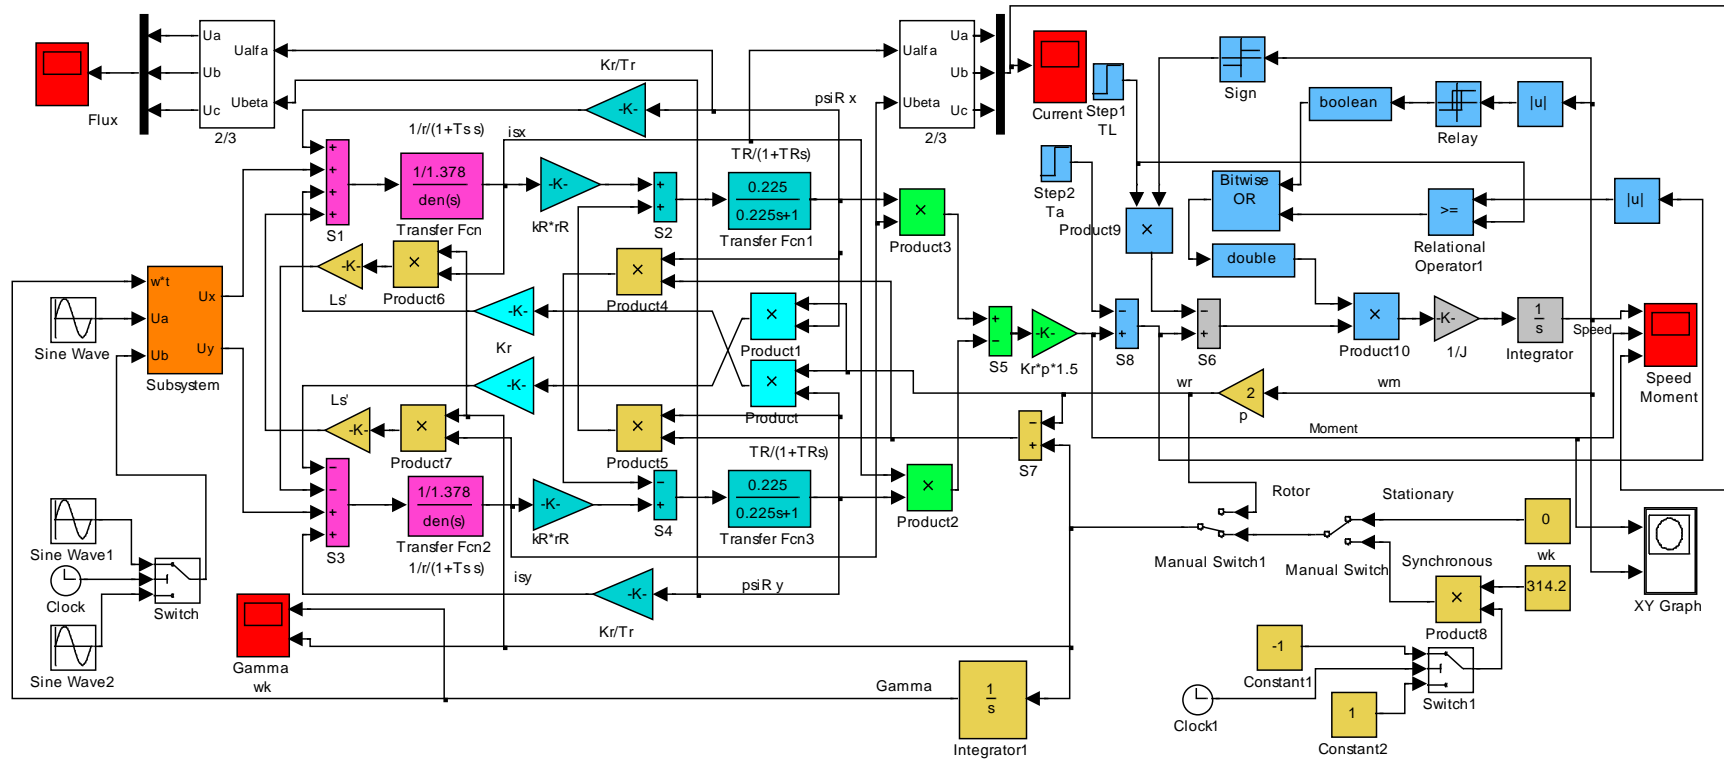 Flux
Ua
Ub
Uc
Ualfa
Ubeta
2/3
Kr/Tr
-K-
psiR x
Ualfa
Ubeta
Ua
Ub
Uc
2/3
Current
Step1
TL
Sign
boolean
Relay
|u|
1/r/(1+Ts s)
isx
TR/(1+TRs)
+
+
+
+
S1
1/1.378
den(s)
Transfer Fcn
-K-
kR*rR
+
+
S2
0.225
0.225s+1
Transfer Fcn1
×
Product3
Step2
Ta
Product9
×
Bitwise
OR
>=
Relational
Operator1
|u|
double
-K-
Ls'
×
Product6
×
Product4
w*t
Ua
Ub
Ux
Uy
Subsystem
Sine Wave
-K-
Kr
-K-
×
Product1
×
Product
+
−
S5
-K-
Kr*p*1.5
−
+
S8
−
+
S6
×
Product10
-K-
1/J
1
s
Integrator
Speed
Speed
Moment
wr
2
p
wm
Moment
Ls'
-K-
×
Product7
×
Product5
−
+
S7
TR/(1+TRs)
−
−
+
+
S3
1/1.378
den(s)
Transfer Fcn2
1/r/(1+Ts s)
-K-
kR*rR
−
+
S4
0.225
0.225s+1
Transfer Fcn3
×
Product2
Rotor
Stationary
0
wk
Manual Switch1
Manual Switch
Synchronous
314.2
×
Product8
XY Graph
Sine Wave1
Clock
Switch
Sine Wave2
isy
-K-
Kr/Tr
psiR y
Gamma
wk
Gamma
1
s
Integrator1
-1
Constant1
Clock1
1
Constant2
Switch1